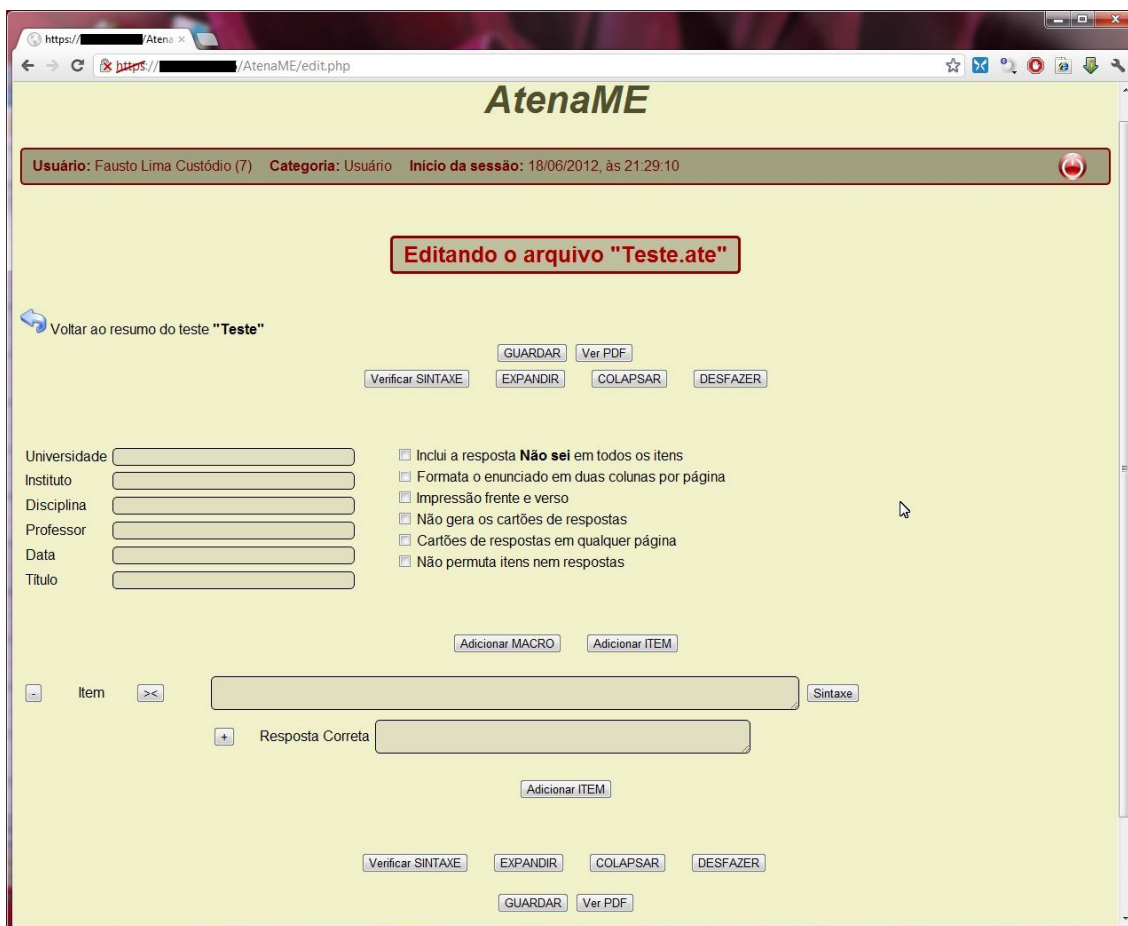 https:// /Atena
https:// /AtenaME/edit.php
AtenaME
Usuário: Fausto Lima Custódio (7) Categoria: Usuário Início da sessão: 18/06/2012, às 21:29:10
Editando o arquivo "Teste.ate"
Voltar ao resumo do teste "Teste"
GUARDAR Ver PDF
Verificar SINTAXE EXPANDIR COLAPSAR DESFAZER
Universidade
Instituto
Disciplina
Professor
Data
Título
Inclui a resposta Não sei em todos os itens
Formata o enunciado em duas colunas por página
Impressão frente e verso
Não gera os cartões de respostas
Cartões de respostas em qualquer página
Não permuta itens nem respostas
Adicionar MACRO Adicionar ITEM
- Item >< Sintaxe
+ Resposta Correta
Adicionar ITEM
Verificar SINTAXE EXPANDIR COLAPSAR DESFAZER
GUARDAR Ver PDF